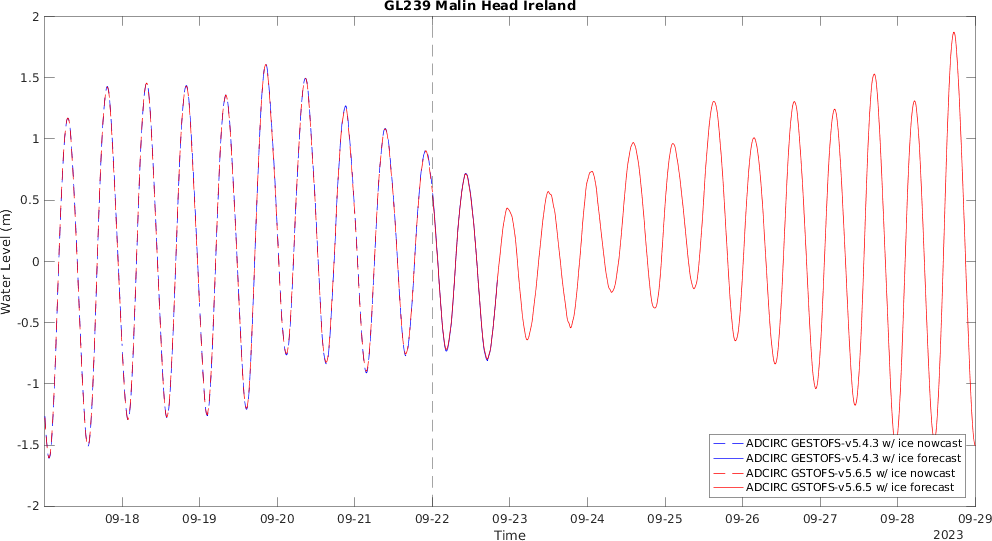 GL239 Malin Head Ireland
2
1.5
1
0.5
0
-0.5
-1
-1.5
-2
Water Level (m)
ADCIRC GESTOFS-v5.4.3 w/ ice nowcast
ADCIRC GESTOFS-v5.4.3 w/ ice forecast
ADCIRC GSTOFS-v5.6.5 w/ ice nowcast
ADCIRC GSTOFS-v5.6.5 w/ ice forecast
09-18 09-19 09-20 09-21 09-22 09-23 09-24 09-25 09-26 09-27 09-28 09-29
Time
2023